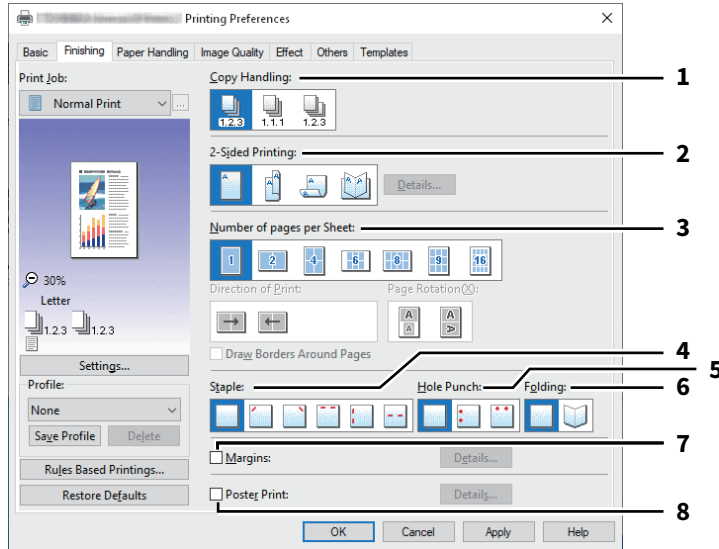 Printing Preferences
Basic Finishing Paper Handling Image Quality Effect Others Templates
Print Job:
Normal Print
...
30%
Letter
1.2.3 1.2.3
Settings...
Profile:
None
Save Profile Delete
Rules Based Printings...
Restore Defaults
Copy Handling:
1
1.2.3 1.1.1 1.2.3
2-Sided Printing:
2
A A A A A
Details...
Number of pages per Sheet:
3
1 2 4 6 8 9 16
Direction of Print: Page Rotation(X):
A A
A A
Draw Borders Around Pages
4
Staple: Hole Punch: Folding:
5
6
Margins: Details...
7
Poster Print: Details...
8
OK Cancel Apply Help